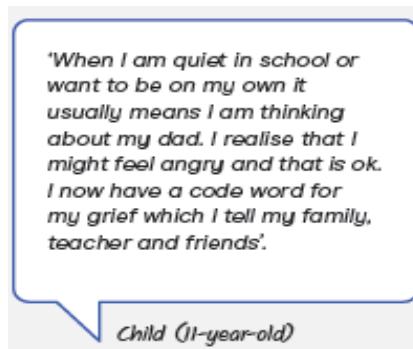 ‘When I am quiet in school or
want to be on my own it
usually means I am thinking
about my dad. I realise that I
might feel angry and that is ok.
I now have a code word for
my grief which I tell my family,
teacher and friends’.
Child (11-year-old)